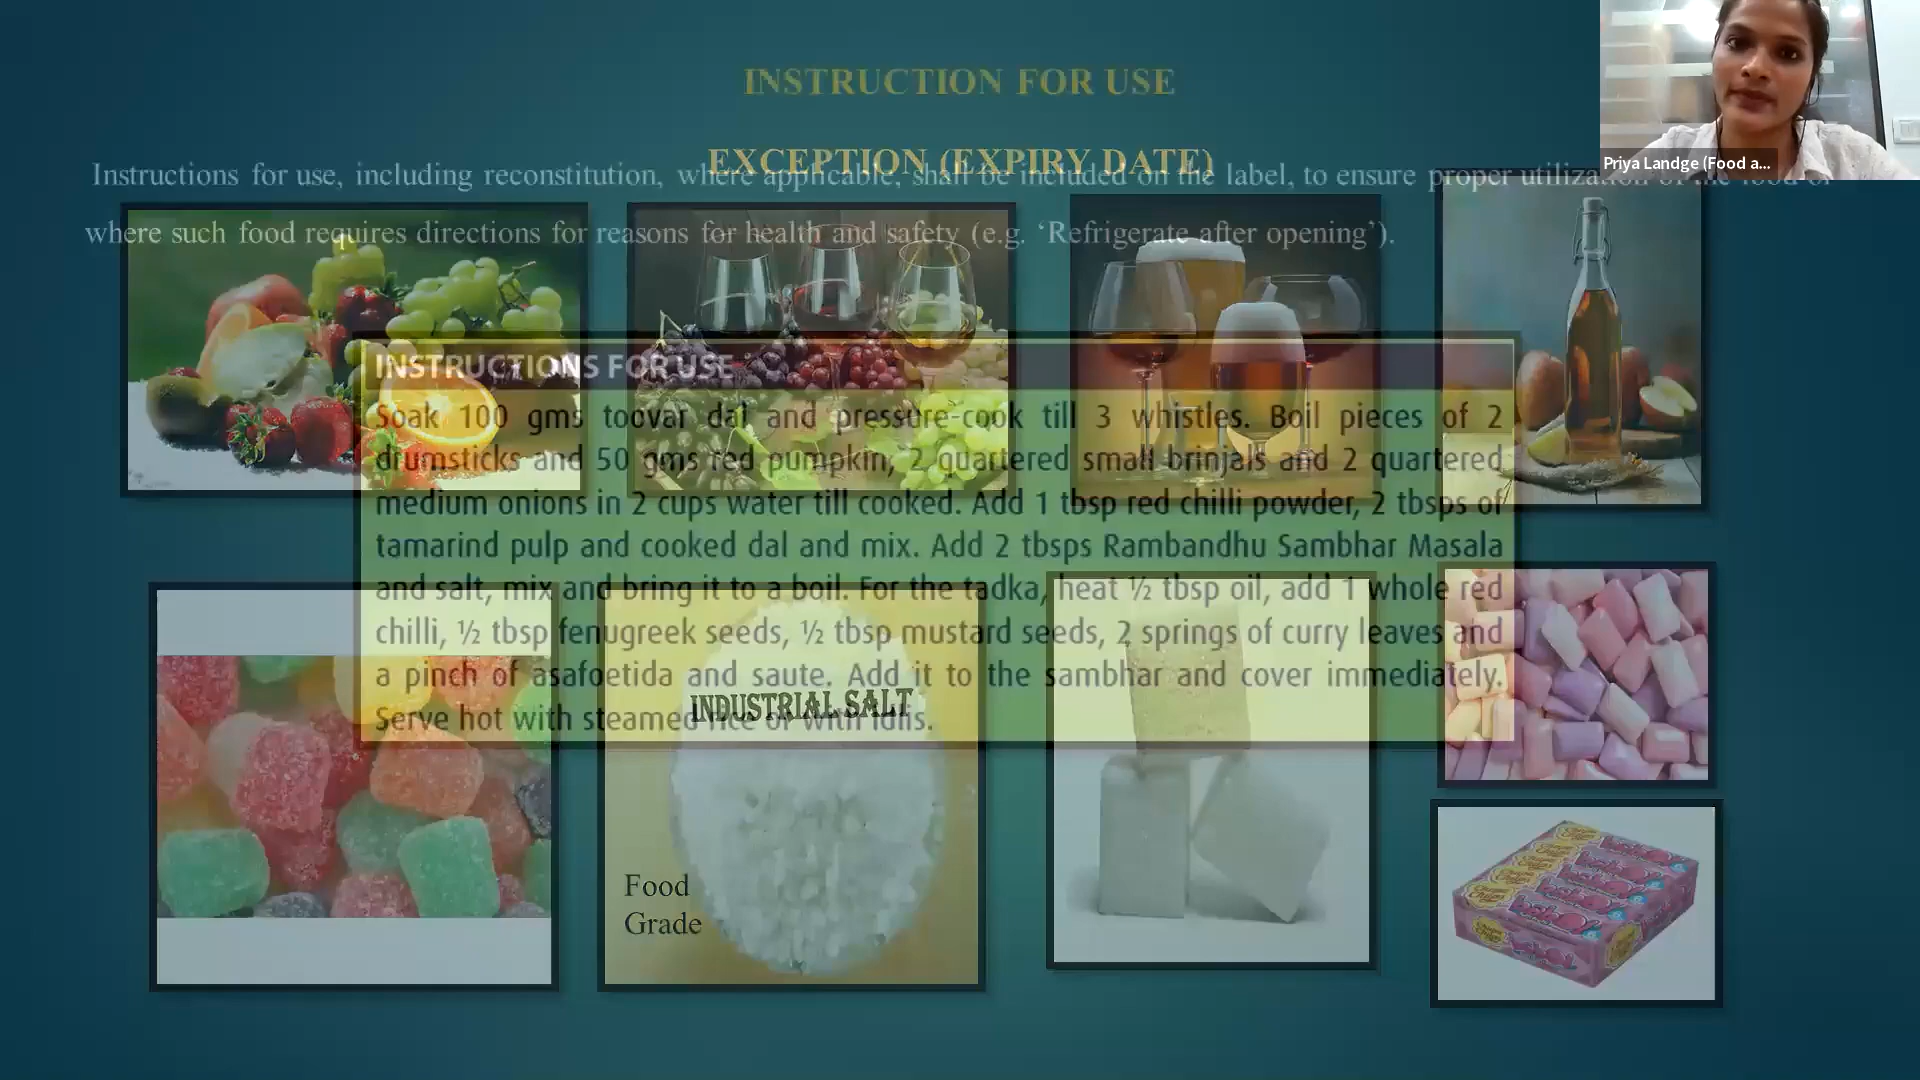 INSTRUCTION FOR USE
EXCEPTION (EXPIRY DATE)
Instructions for use, including reconstitution, where applicable, shall be included on the label, to ensure proper utilization of the food or
where such food requires directions for reasons for health and safety (e.g. ‘Refrigerate after opening’).
Priya Landge (Food a...
INSTRUCTIONS FOR USE
Soak 100 gms toovar dal and pressure-cook till 3 whistles. Boil pieces of 2
drumsticks and 50 gms red pumpkin, 2 quartered small brinjals and 2 quartered
medium onions in 2 cups water till cooked. Add 1 tbsp red chilli powder, 2 tbsps of
tamarind pulp and cooked dal and mix. Add 2 tbsps Rambandhu Sambhar Masala
and salt, mix and bring it to a boil. For the tadka, heat ½ tbsp oil, add 1 whole red
chilli, ½ tbsp fenugreek seeds, ½ tbsp mustard seeds, 2 springs of curry leaves and
a pinch of asafoetida and saute. Add it to the sambhar and cover immediately.
Serve hot with steamed rice or with idlis.
INDUSTRIAL SALT
Food
Grade